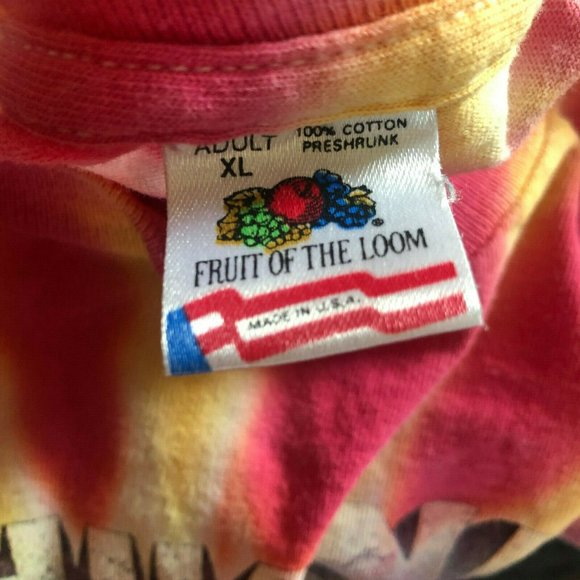 ADULT
XL
100% COTTON
PRESHRUNK
®
FRUIT OF THE LOOM
MADE IN U.S.A.